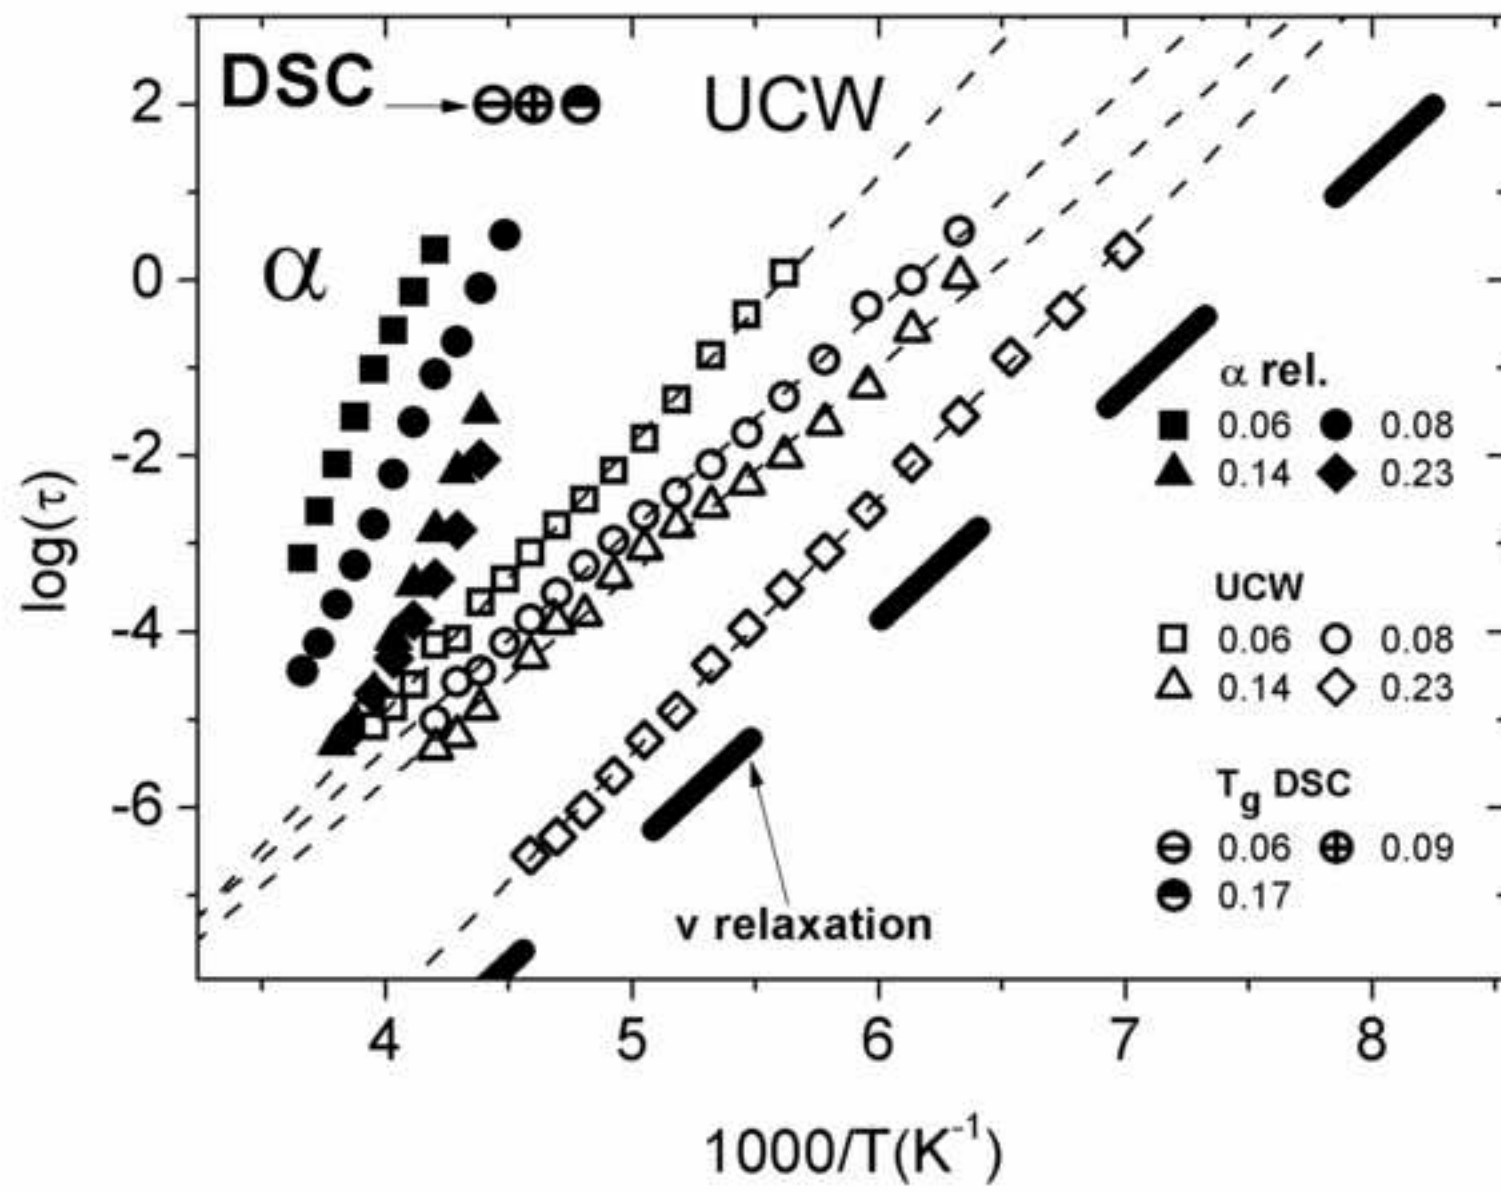 DSC
UCW
α
2
0
-2
-4
-6
log(τ)
α rel.
0.06 0.08
0.14 0.23
UCW
0.06 0.08
0.14 0.23
Tg DSC
0.06 0.09
0.17
v relaxation
4 5 6 7 8
1000/T(K⁻¹)